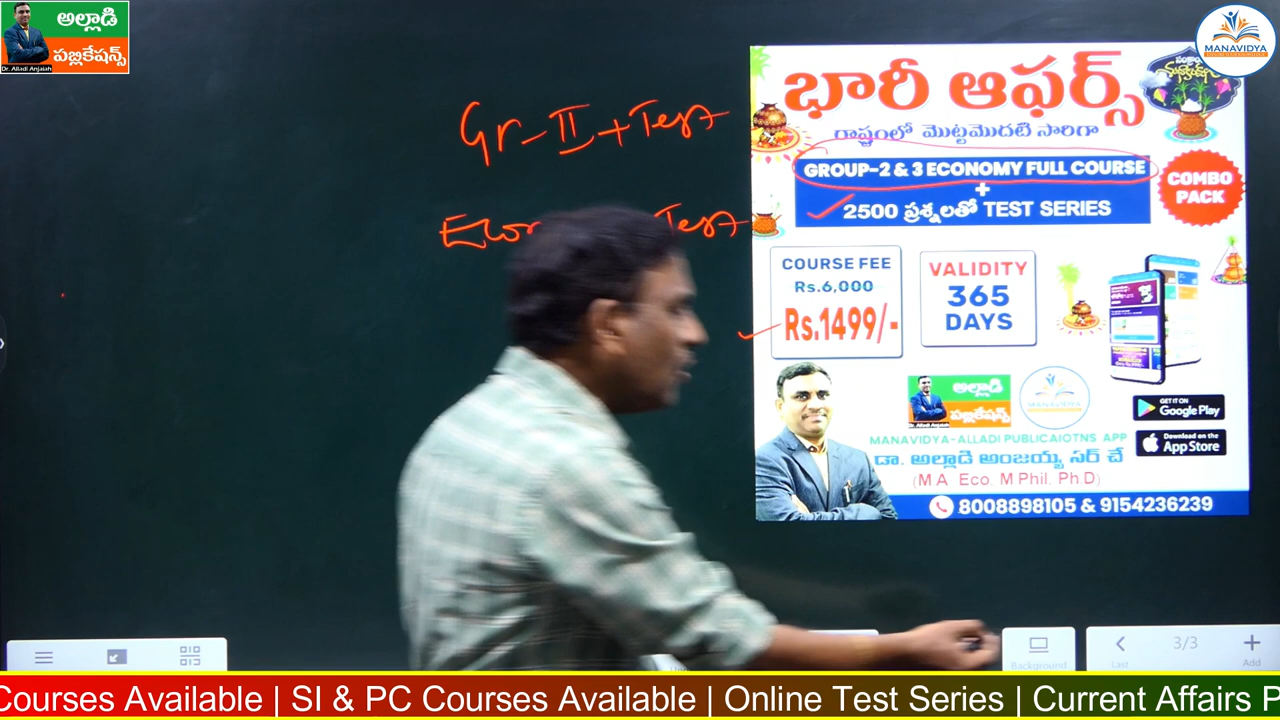 అల్లాడి
పబ్లికేషన్స్
Dr. Alladi Anjaiah
MANAVIDYA
Gr-II + Test
Test
భారీ ఆఫర్స్
రాష్ట్రంలో మొట్టమొదటి సారిగా
GROUP-2 & 3 ECONOMY FULL COURSE
+
2500 ప్రశ్నలతో TEST SERIES
COMBO
PACK
COURSE FEE
Rs.6,000
Rs.1499/-
VALIDITY
365
DAYS
అల్లాడి
పబ్లికేషన్స్
MANAVIDYA
GET IT ON
Google Play
Download on the
App Store
MANAVIDYA-ALLADI PUBLICAIOTNS APP
డా. అల్లాడి అంజయ్య సర్ చే
(M A Eco. M Phil. Ph D)
8008898105 & 9154236239
Background
Last
3/3
Add
Courses Available | SI & PC Courses Available | Online Test Series | Current Affairs P